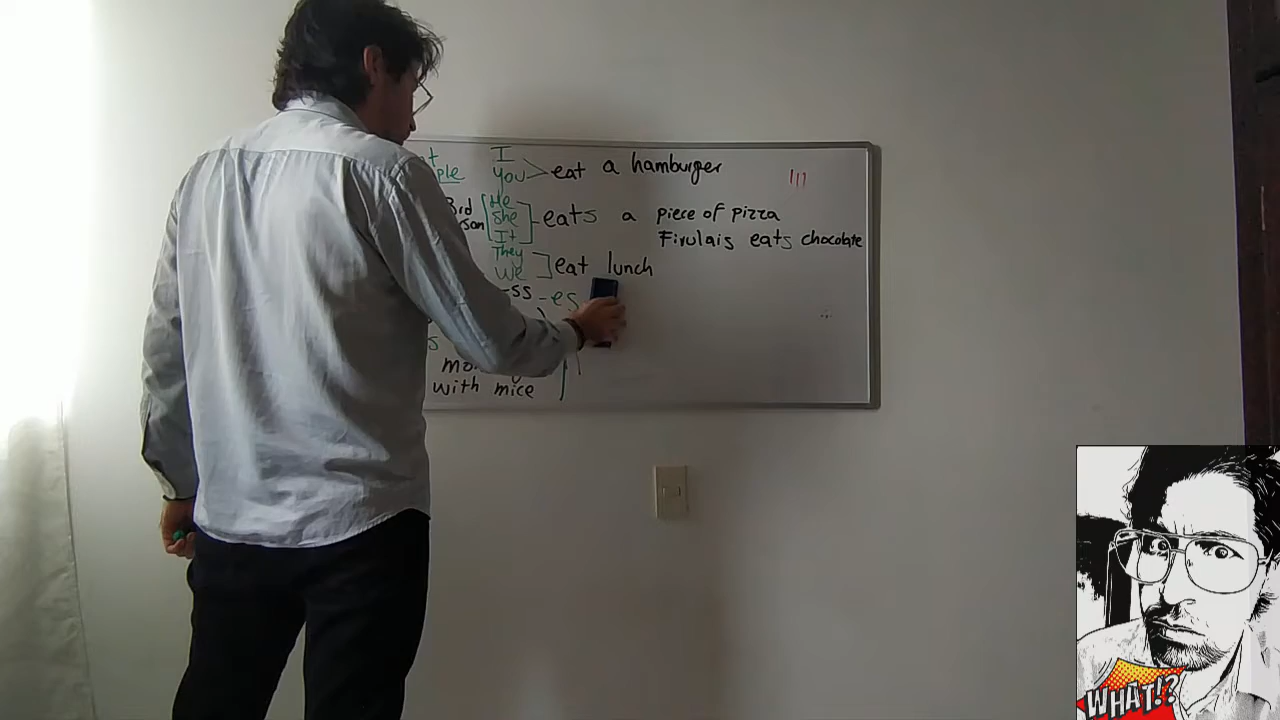 I
ple you eat a hamburger
3rd He
son She eats a piece of pizza
It Firulais eats chocolate
They
We eat lunch
-ss -es
s
with mice
WHAT!?